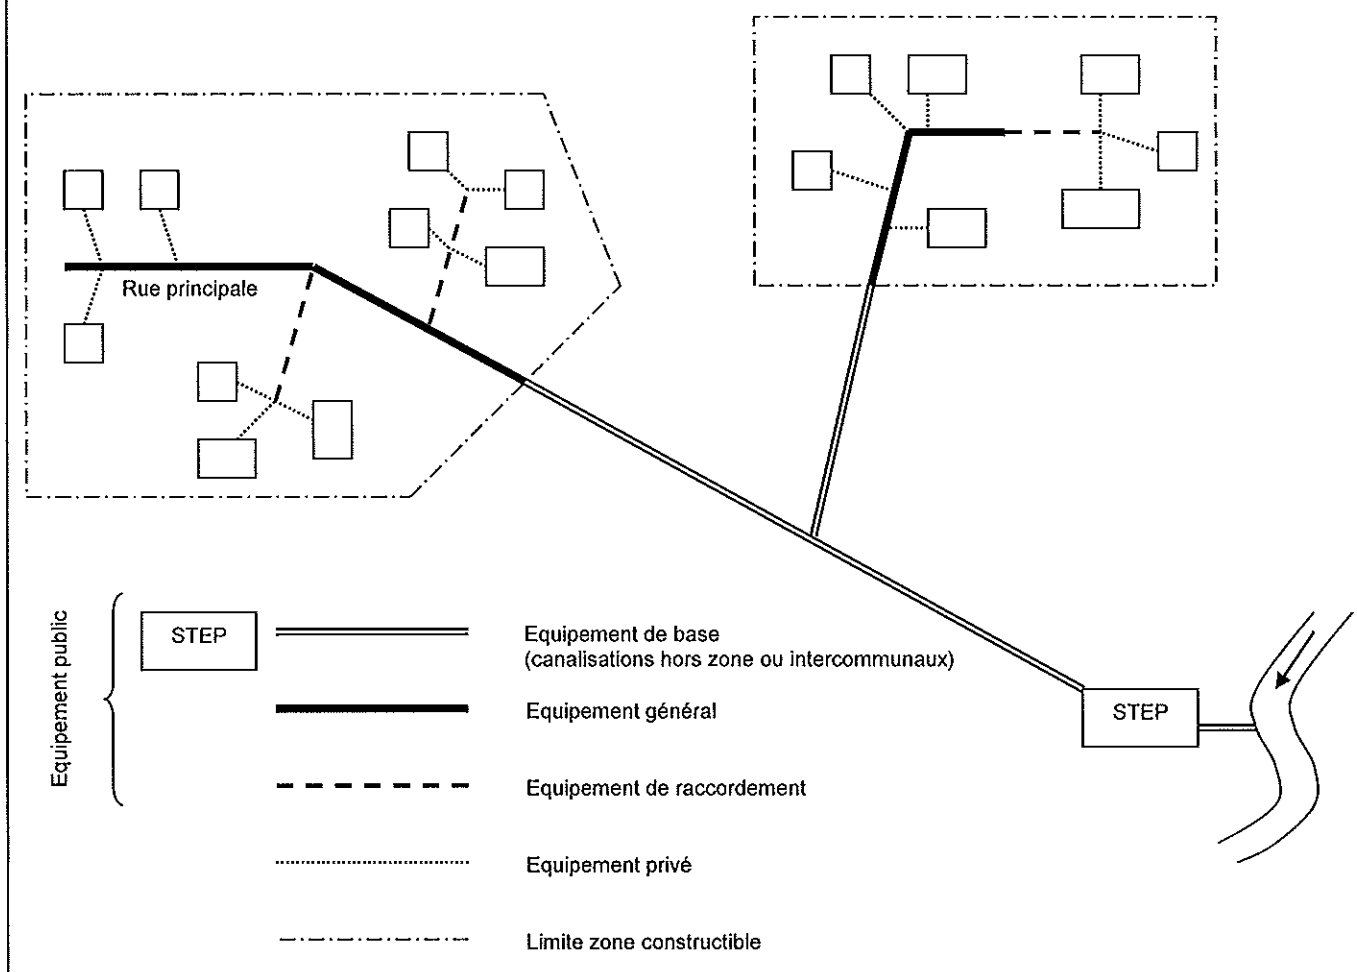 Rue principale
Equipement public
STEP
Equipement de base
(canalisations hors zone ou intercommunaux)
STEP
Equipement général
Equipement de raccordement
Equipement privé
Limite zone constructible